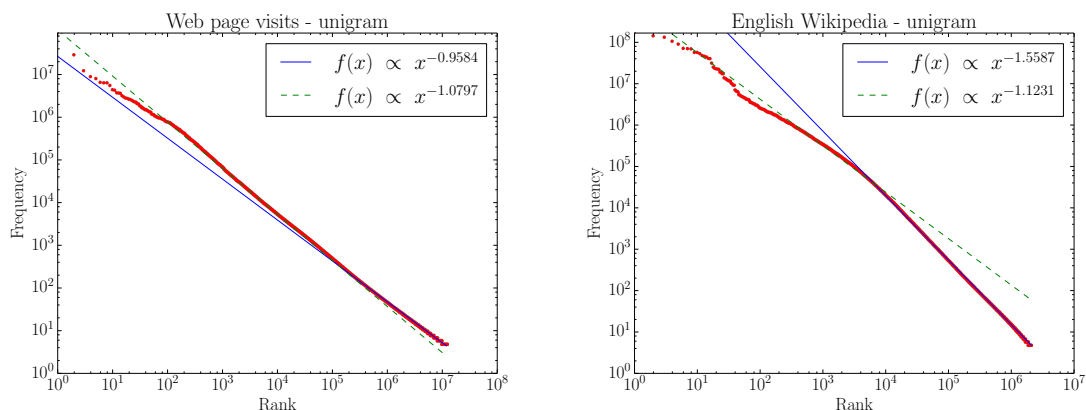 Web page visits - unigram
f(x) ∝ x^{-0.9584}
f(x) ∝ x^{-1.0797}
Frequency
10^7
10^6
10^5
10^4
10^3
10^2
10^1
10^0
10^0 10^1 10^2 10^3 10^4 10^5 10^6 10^7 10^8
Rank
English Wikipedia - unigram
f(x) ∝ x^{-1.5587}
f(x) ∝ x^{-1.1231}
Frequency
10^8
10^7
10^6
10^5
10^4
10^3
10^2
10^1
10^0
10^0 10^1 10^2 10^3 10^4 10^5 10^6 10^7
Rank